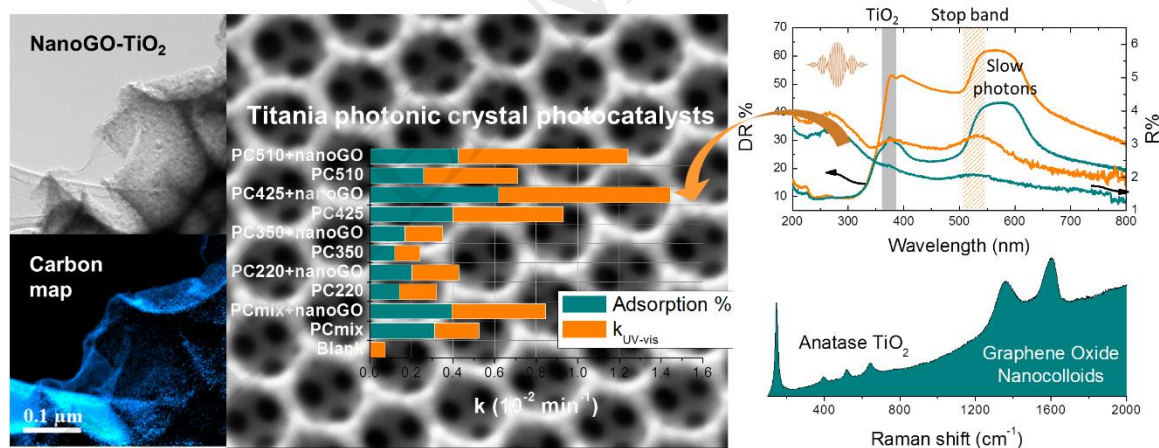 NanoGO-TiO₂
Carbon map
0.1 µm
Titania photonic crystal photocatalysts
PC510+nanoGO
PC510
PC425+nanoGO
PC425
PC350+nanoGO
PC350
PC220+nanoGO
PC220
PCmix+nanoGO
PCmix
Blank
Adsorption %
k UV-vis
0.0 0.2 0.4 0.6 0.8 1.0 1.2 1.4 1.6
k (10⁻² min⁻¹)
TiO₂ Stop band
Slow photons
70
60
50
40
30
20
10
DR %
6
5
4
3
2
1
R%
200 300 400 500 600 700 800
Wavelength (nm)
Anatase TiO₂
Graphene Oxide
Nanocolloids
400 800 1200 1600 2000
Raman shift (cm⁻¹)